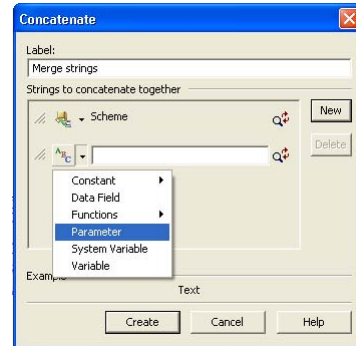 Concatenate
Label:
Merge strings
Strings to concatenate together
Scheme
New
Delete
Constant
Data Field
Functions
Parameter
System Variable
Variable
Example
Text
Create Cancel Help